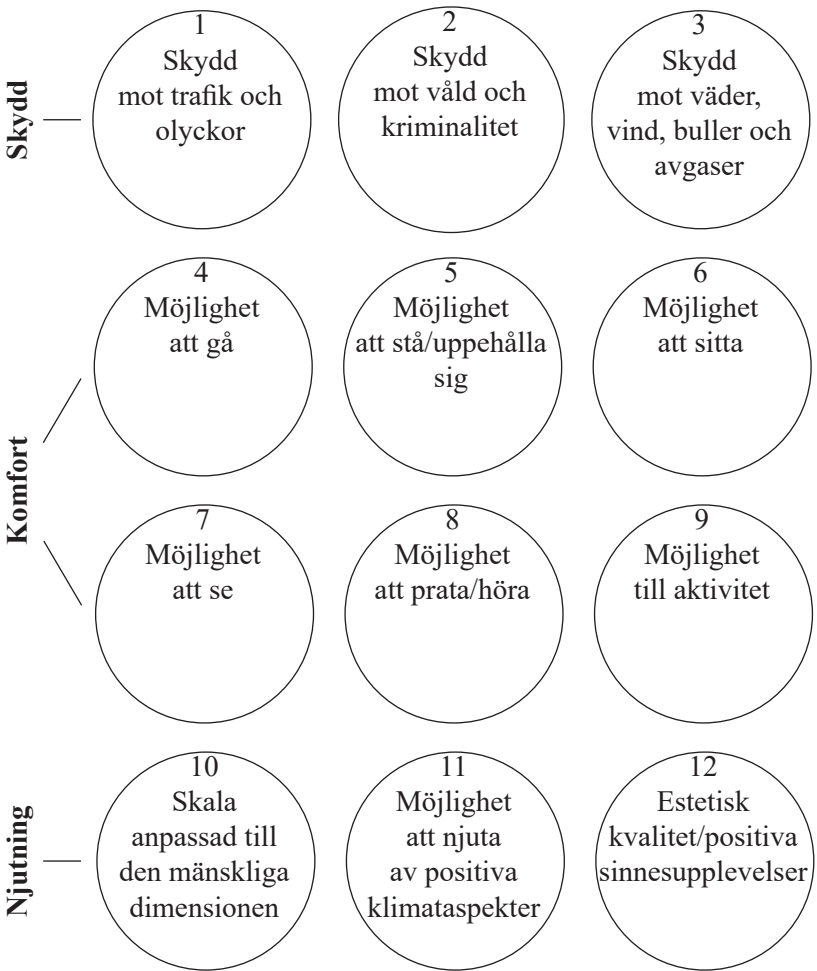 Skydd
1
Skydd
mot trafik och
olyckor
2
Skydd
mot våld och
kriminalitet
3
Skydd
mot väder,
vind, buller och
avgaser
Komfort
4
Möjlighet
att gå
5
Möjlighet
att stå/uppehålla
sig
6
Möjlighet
att sitta
7
Möjlighet
att se
8
Möjlighet
att prata/höra
9
Möjlighet
till aktivitet
Njutning
10
Skala
anpassad till
den mänskliga
dimensionen
11
Möjlighet
att njuta
av positiva
klimataspekter
12
Estetisk
kvalitet/positiva
sinnesupplevelser